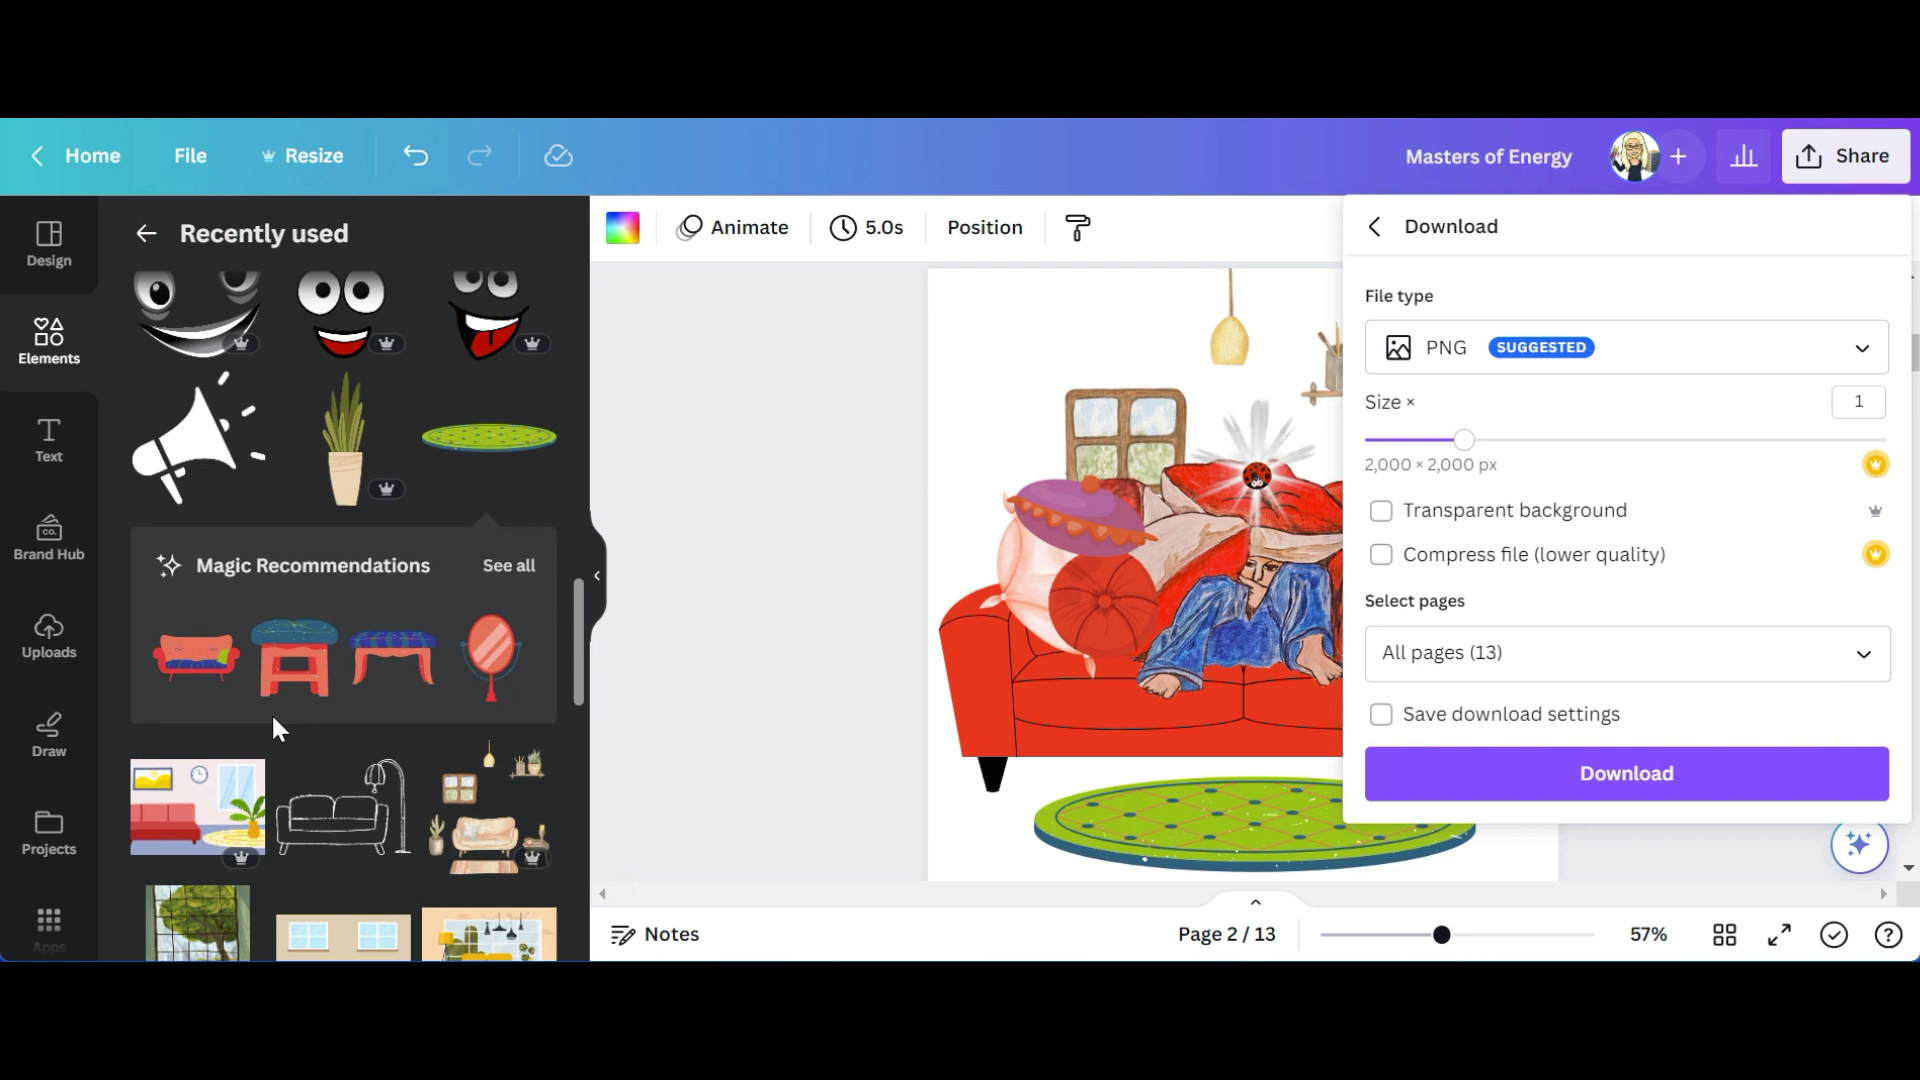 Home
File
Resize
Masters of Energy
Share
Design
Elements
Text
Brand Hub
CO.
Uploads
Draw
Projects
Apps
Recently used
Magic Recommendations
See all
Animate
5.0s
Position
Download
File type
PNG SUGGESTED
Size ×
1
2,000 × 2,000 px
Transparent background
Compress file (lower quality)
Select pages
All pages (13)
Save download settings
Download
Notes
Page 2 / 13
57%